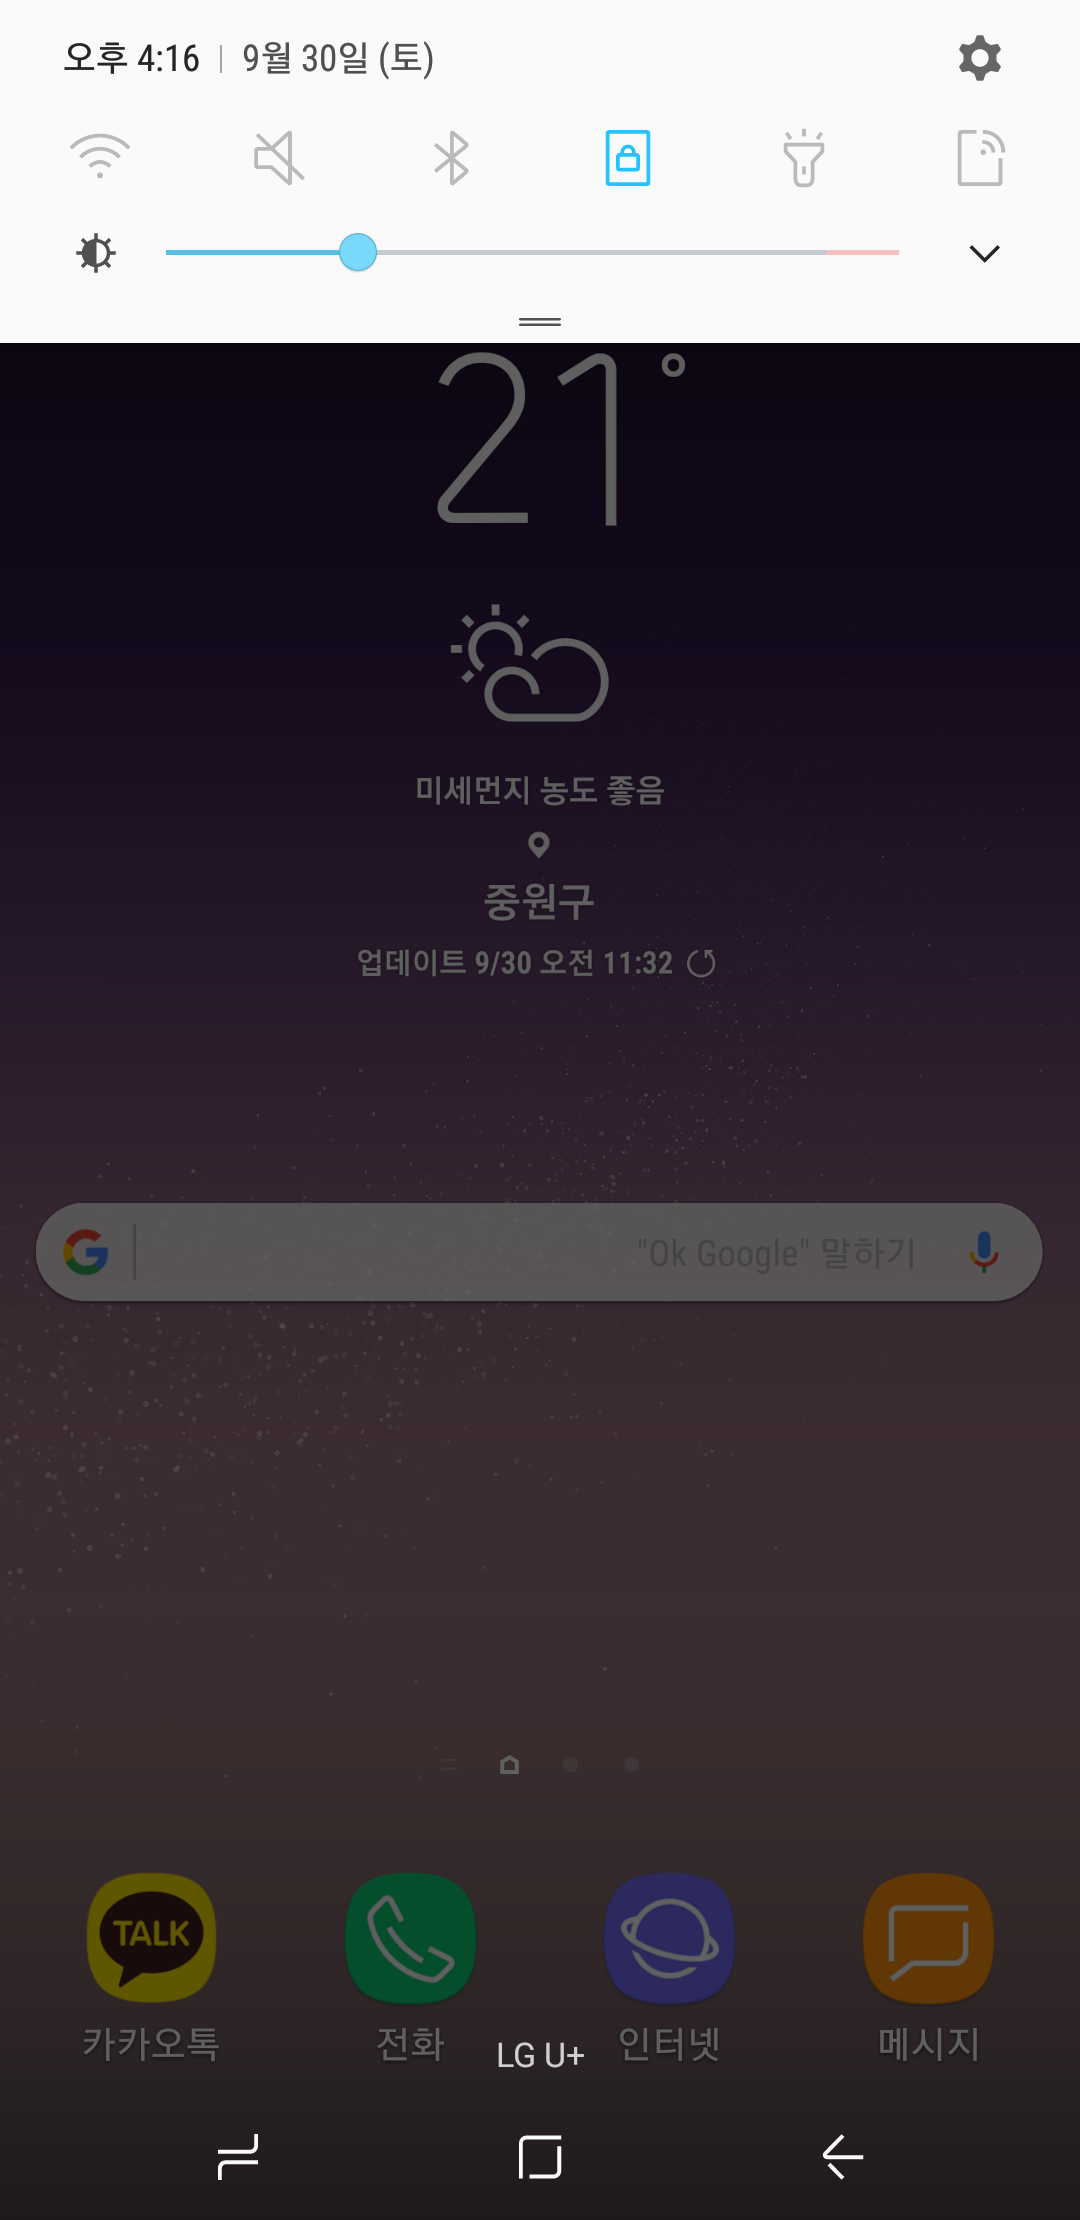 오후 4:16 | 9월 30일 (토)
21°
미세먼지 농도 좋음
중원구
업데이트 9/30 오전 11:32
"Ok Google" 말하기
TALK
카카오톡 전화 인터넷 메시지
LG U+